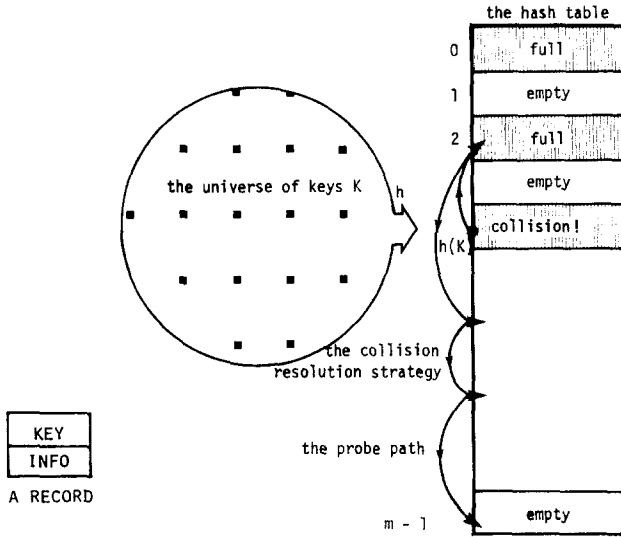 the hash table
0
full
1
empty
2
full
the universe of keys K
h
empty
collision!
h(K)
the collision
resolution strategy
KEY
INFO
A RECORD
the probe path
m - 1
empty